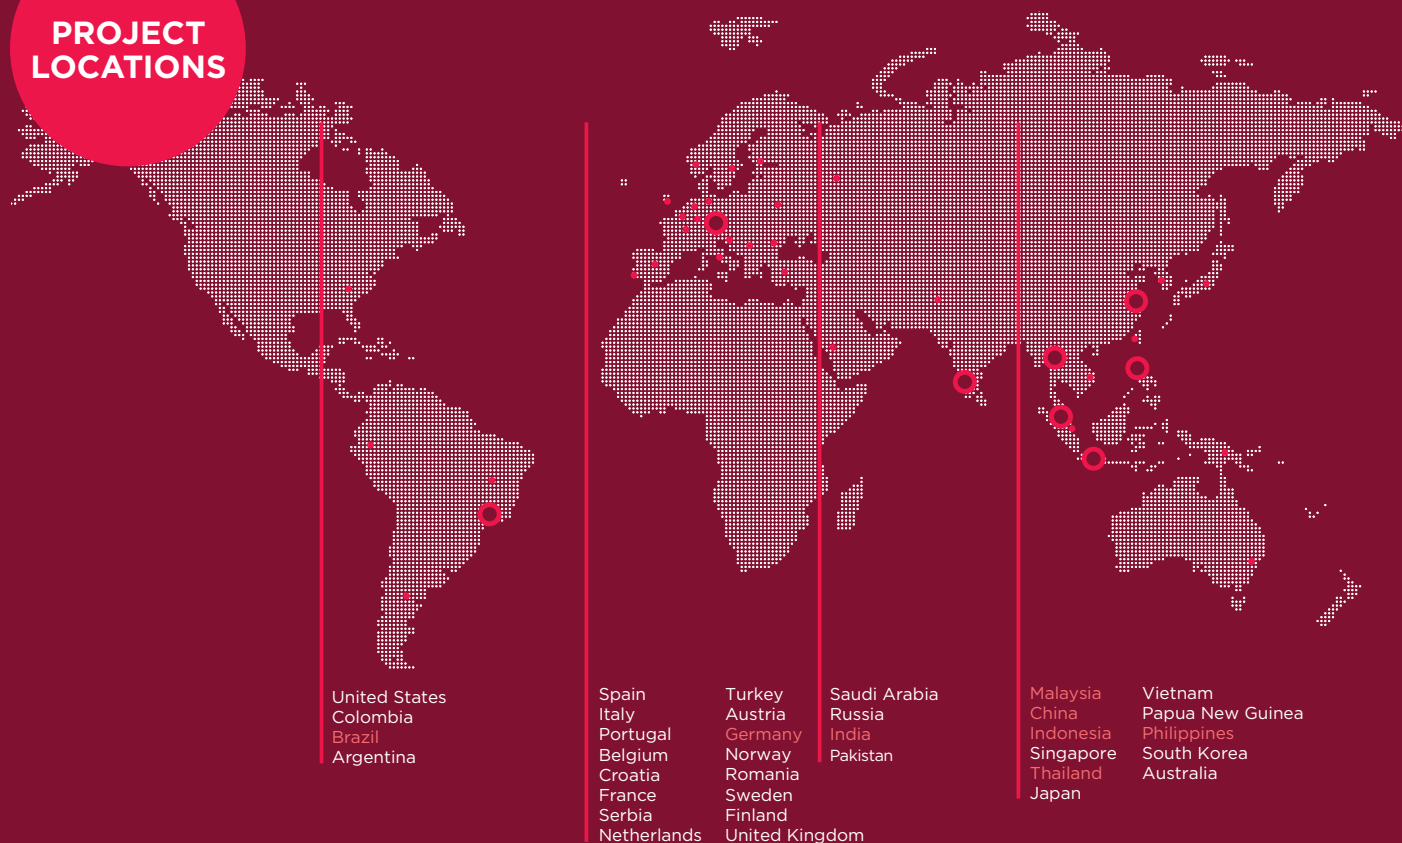 PROJECT
LOCATIONS
United States
Colombia
Brazil
Argentina
Spain
Italy
Portugal
Belgium
Croatia
France
Serbia
Netherlands
Turkey
Austria
Germany
Norway
Romania
Sweden
Finland
United Kingdom
Saudi Arabia
Russia
India
Pakistan
Malaysia
China
Indonesia
Singapore
Thailand
Japan
Vietnam
Papua New Guinea
Philippines
South Korea
Australia